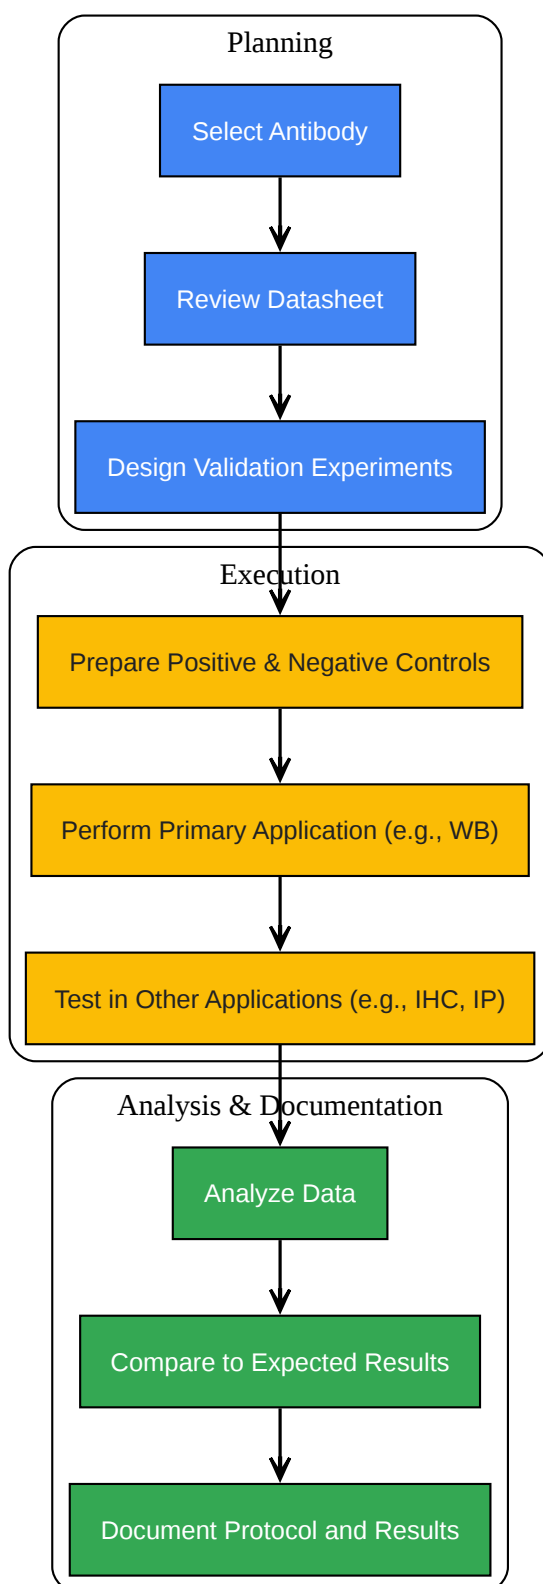 Planning
Select Antibody
Review Datasheet
Design Validation Experiments
Execution
Prepare Positive & Negative Controls
Perform Primary Application (e.g., WB)
Test in Other Applications (e.g., IHC, IP)
Analysis & Documentation
Analyze Data
Compare to Expected Results
Document Protocol and Results